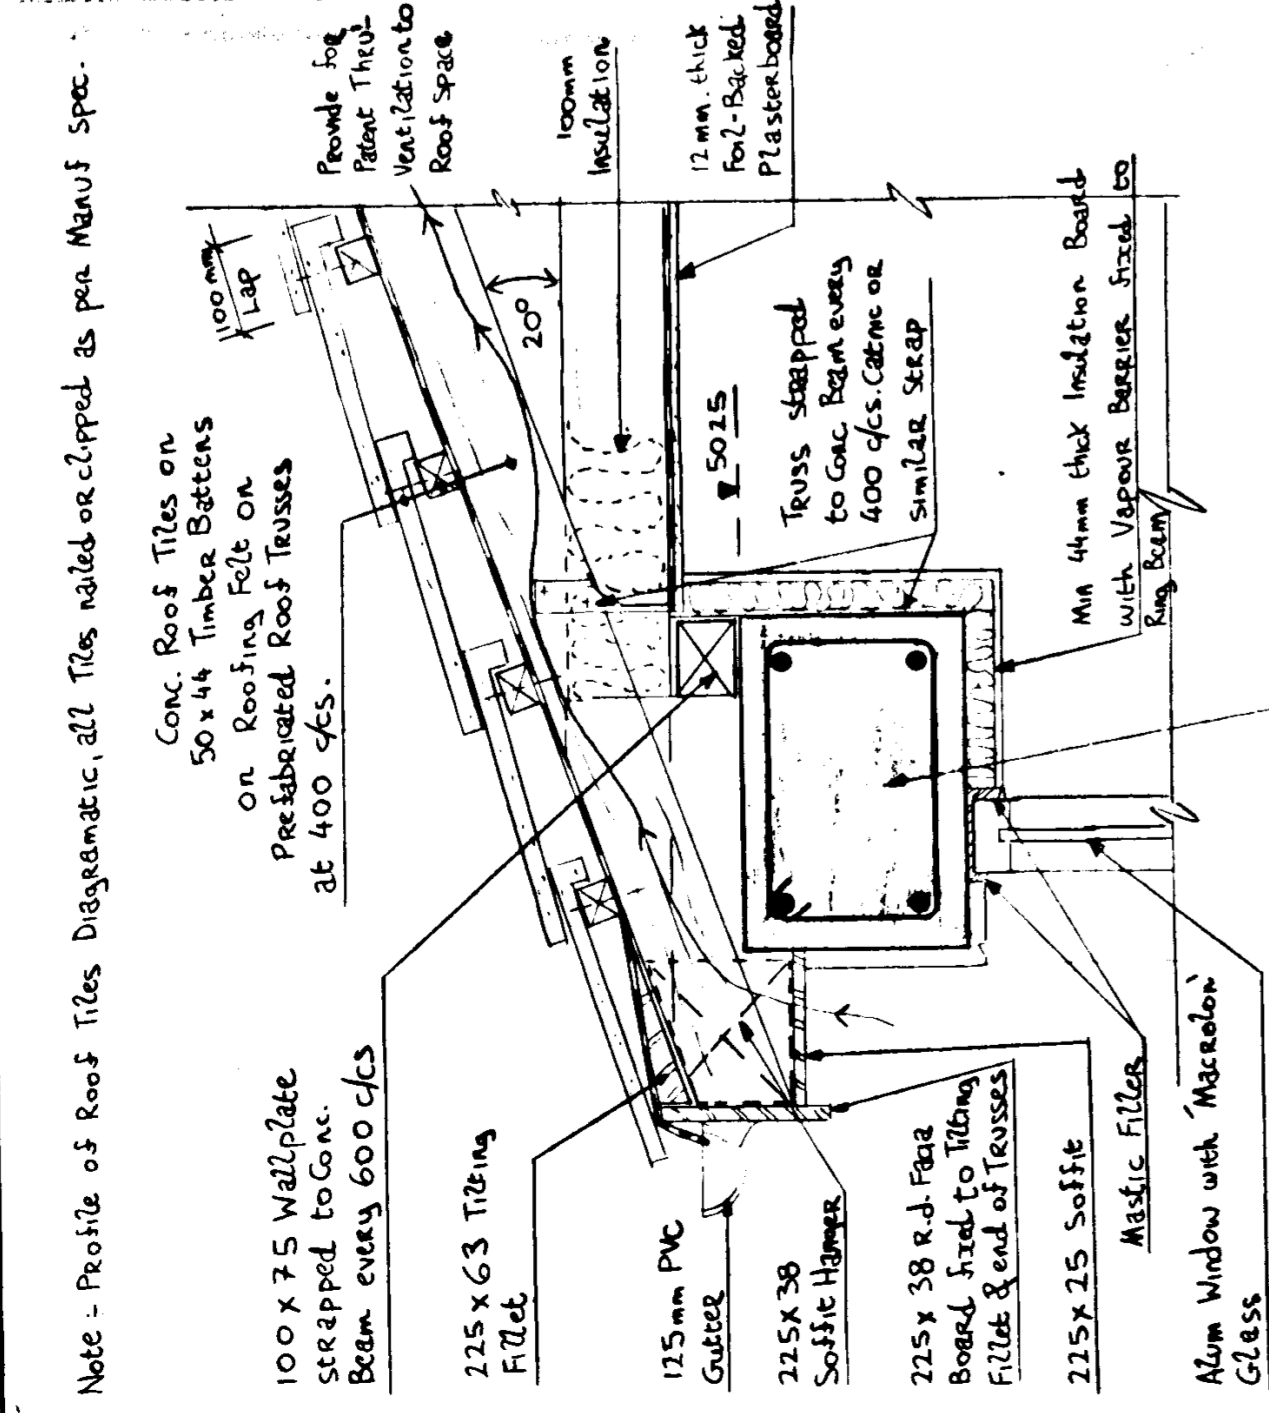 Note:- Profile of Roof Tiles Diagramatic, all Tiles nailed or clipped as per Manuf Spec.
Conc. Roof Tiles on
50 x 44 Timber Battens
on Roofing Felt on
Prefabricated Roof Trusses
at 400 c/cs.
100mm
Lap
Provide for
Patent Thru'
Ventilation to
Roof Space
100mm
Insulation
12mm. thick
Foil-Backed
Plasterboard
20°
5025
Truss strapped
to Conc Beam every
400 c/cs. Catnic or
similar strap
Min 44mm thick Insulation Board
with Vapour Barrier fixed to
Ring Beam
100 x 75 Wallplate
strapped to Conc.
Beam every 600 c/cs
225 x 63 Tilting
Fillet
125mm PVC
Gutter
225 x 38
Soffit Hanger
225 x 38 R.d. Facia
Board fixed to Tilting
Fillet & end of Trusses
225 x 25 Soffit
Mastic Filler
Alum Window with 'Macrolon'
Glass